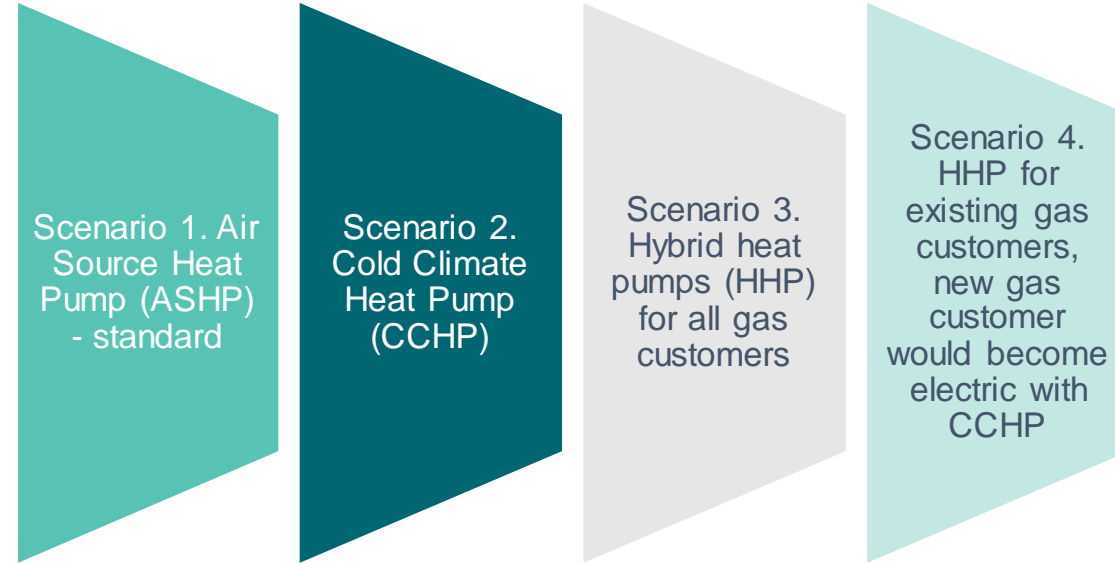 Scenario 1. Air
Source Heat
Pump (ASHP)
- standard
Scenario 2.
Cold Climate
Heat Pump
(CCHP)
Scenario 3.
Hybrid heat
pumps (HHP)
for all gas
customers
Scenario 4.
HHP for
existing gas
customers,
new gas
customer
would become
electric with
CCHP